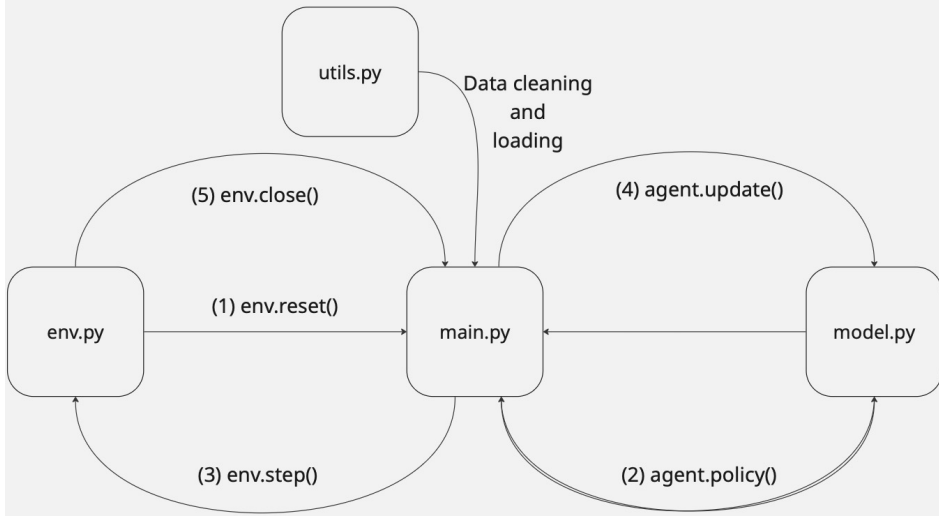 utils.py
Data cleaning
and
loading
(5) env.close()
(4) agent.update()
(1) env.reset()
env.py
main.py
model.py
(3) env.step()
(2) agent.policy()